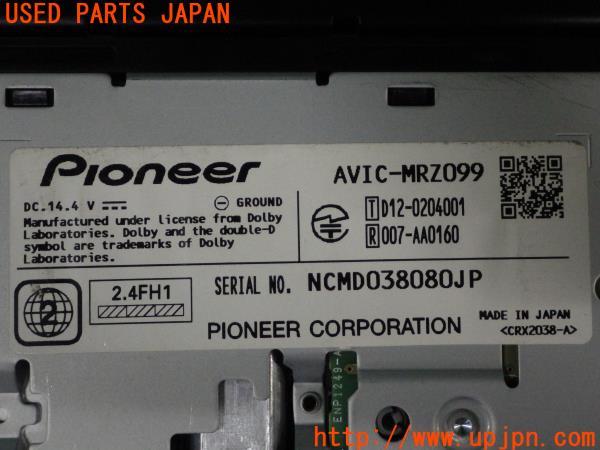 USED PARTS JAPAN
Pioneer
AVIC-MRZ099
DC.14.4 V
GROUND
Manufactured under license from Dolby
Laboratories. Dolby and the double-D
symbol are trademarks of Dolby
Laboratories.
T D12-0204001
R 007-AA0160
2
2.4FH1
SERIAL NO. NCMD038080JP
PIONEER CORPORATION
MADE IN JAPAN
<CRX2038-A>
ENP1249-A
http://www.upjpn.com